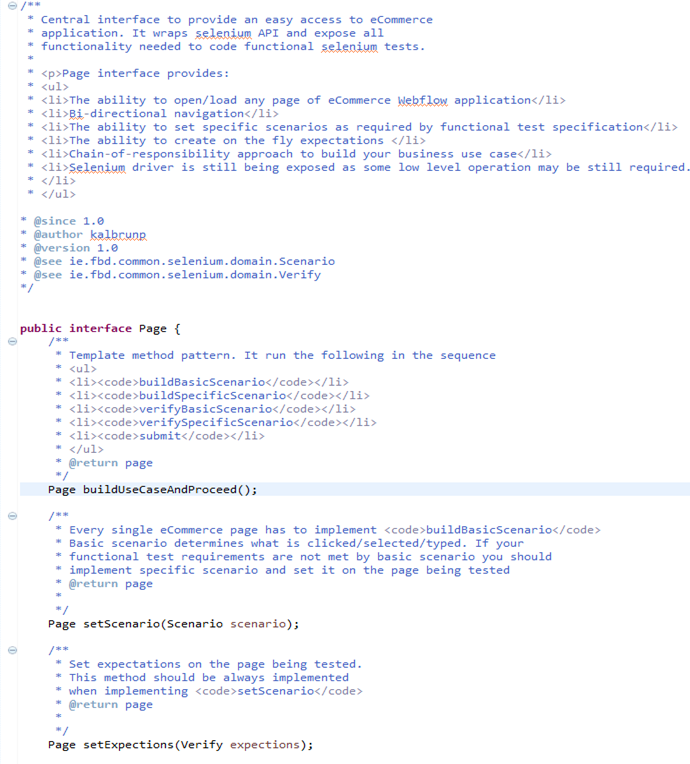 /**
 * Central interface to provide an easy access to eCommerce
 * application. It wraps selenium API and expose all
 * functionality needed to code functional selenium tests.
 *
 * <p>Page interface provides:
 * <ul>
 * <li>The ability to open/load any page of eCommerce Webflow application</li>
 * <li>Bi-directional navigation</li>
 * <li>The ability to set specific scenarios as required by functional test specification</li>
 * <li>The ability to create on the fly expectations </li>
 * <li>Chain-of-responsibility approach to build your business use case</li>
 * <li>Selenium driver is still being exposed as some low level operation may be still required.
 * </li>
 * </ul>
* @since 1.0
* @author kalbrunp
* @version 1.0
* @see ie.fbd.common.selenium.domain.Scenario
* @see ie.fbd.common.selenium.domain.Verify
*/
public interface Page {
    /**
     * Template method pattern. It run the following in the sequence
     * <ul>
     * <li><code>buildBasicScenario</code></li>
     * <li><code>buildSpecificScenario</code></li>
     * <li><code>verifyBasicScenario</code></li>
     * <li><code>verifySpecificScenario</code></li>
     * <li><code>submit</code></li>
     * </ul>
     * @return page
     */
    Page buildUseCaseAndProceed();
    /**
     * Every single eCommerce page has to implement <code>buildBasicScenario</code>
     * Basic scenario determines what is clicked/selected/typed. If your
     * functional test requirements are not met by basic scenario you should
     * implement specific scenario and set it on the page being tested
     * @return page
     *
     */
    Page setScenario(Scenario scenario);
    /**
     * Set expectations on the page being tested.
     * This method should be always implemented
     * when implementing <code>setScenario</code>
     * @return page
     *
     */
    Page setExpections(Verify expections);